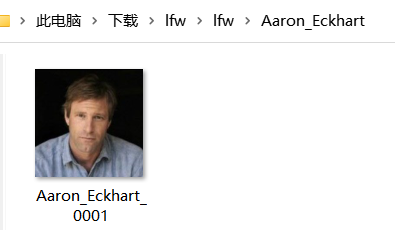 此电脑 > 下载 > lfw > lfw > Aaron_Eckhart
Aaron_Eckhart_
0001